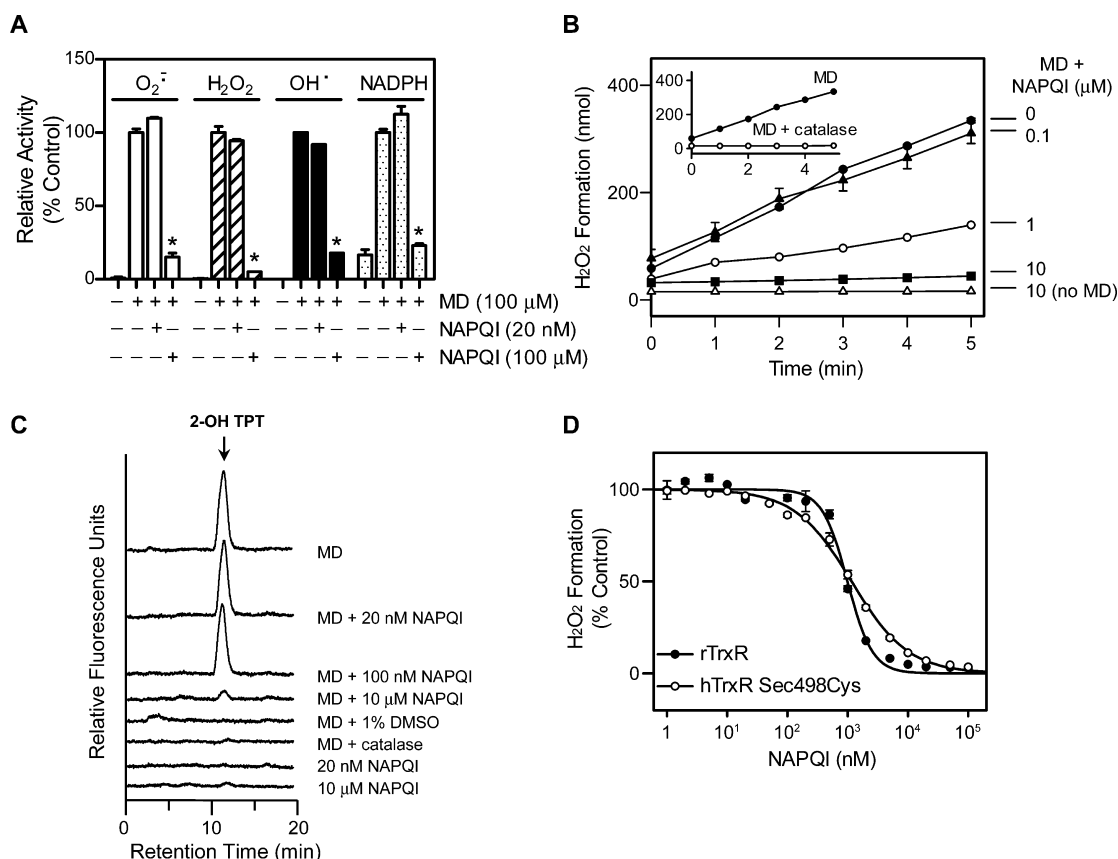 A
150
100
50
0
Relative Activity
(% Control)
O₂⁻̇
H₂O₂
OH˙
NADPH
*
*
*
*
– + + + – + + + – + + + – + + + MD (100 µM)
– – + – – – + – – – + – – – + – NAPQI (20 nM)
– – – + – – – + – – – + – – – + NAPQI (100 µM)
B
400
200
0
H₂O₂ Formation (nmol)
400
200
0
MD
MD + catalase
0 2 4
0 1 2 3 4 5
Time (min)
MD +
NAPQI (µM)
0
0.1
1
10
10 (no MD)
C
2-OH TPT
Relative Fluorescence Units
MD
MD + 20 nM NAPQI
MD + 100 nM NAPQI
MD + 10 µM NAPQI
MD + 1% DMSO
MD + catalase
20 nM NAPQI
10 µM NAPQI
0 10 20
Retention Time (min)
D
100
50
0
H₂O₂ Formation
(% Control)
rTrxR
hTrxR Sec498Cys
1 10¹ 10² 10³ 10⁴ 10⁵
NAPQI (nM)